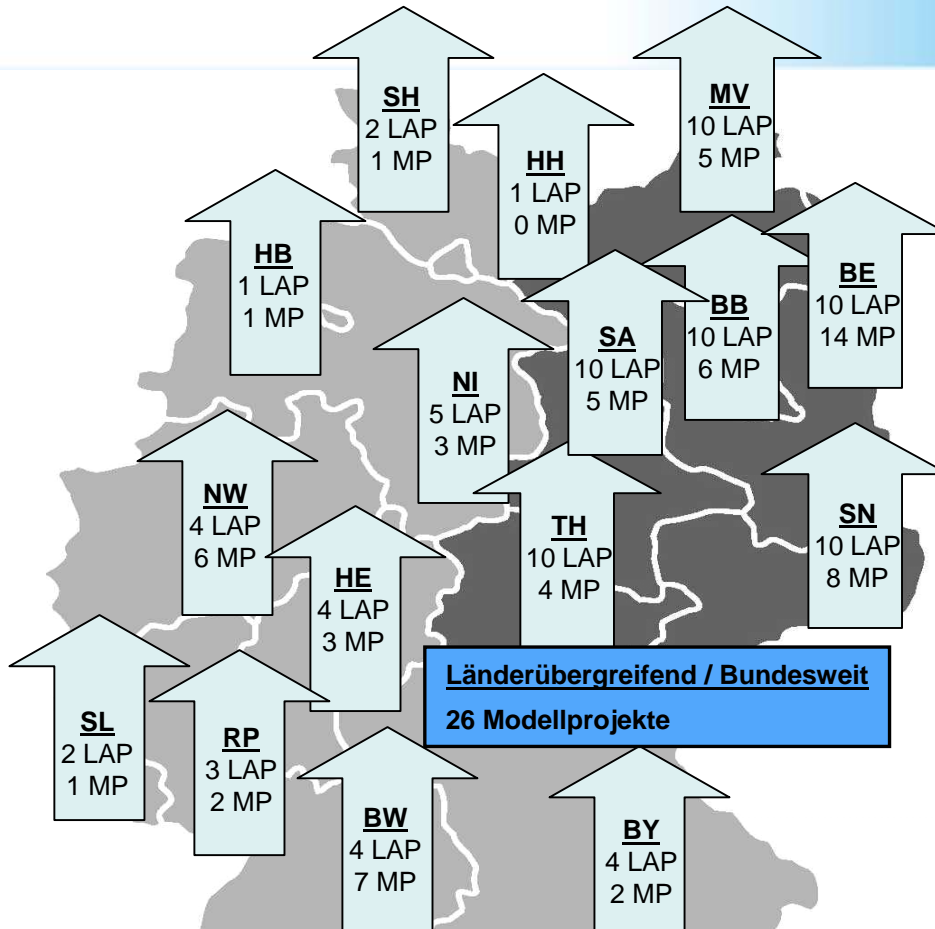 SH
2 LAP
1 MP
MV
10 LAP
5 MP
HH
1 LAP
0 MP
HB
1 LAP
1 MP
BE
10 LAP
14 MP
BB
10 LAP
6 MP
SA
10 LAP
5 MP
NI
5 LAP
3 MP
NW
4 LAP
6 MP
TH
10 LAP
4 MP
SN
10 LAP
8 MP
HE
4 LAP
3 MP
Länderübergreifend / Bundesweit
26 Modellprojekte
SL
2 LAP
1 MP
RP
3 LAP
2 MP
BW
4 LAP
7 MP
BY
4 LAP
2 MP